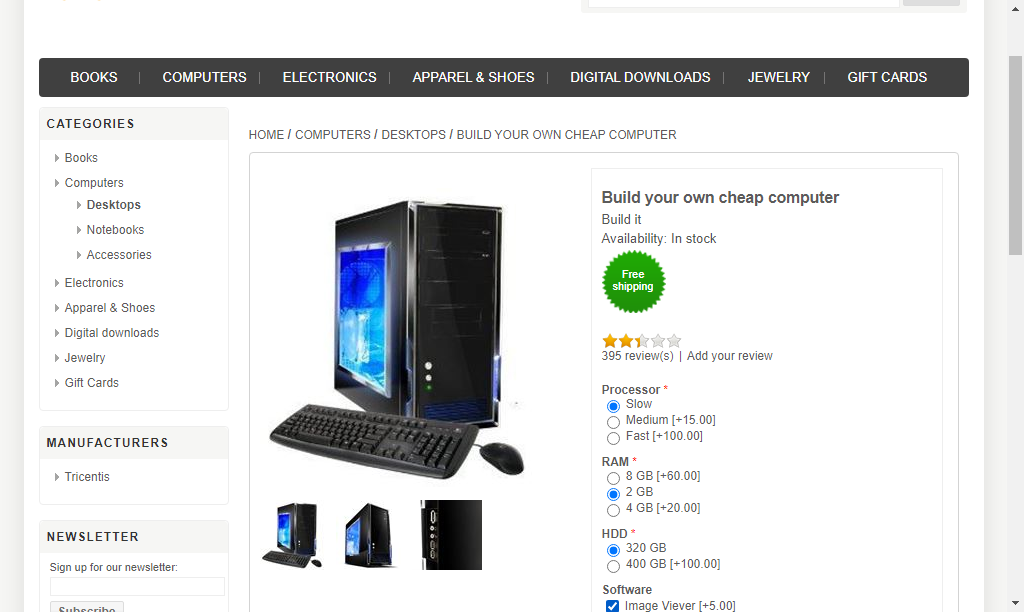 BOOKS
COMPUTERS
ELECTRONICS
APPAREL & SHOES
DIGITAL DOWNLOADS
JEWELRY
GIFT CARDS
CATEGORIES
Books
Computers
Desktops
Notebooks
Accessories
Electronics
Apparel & Shoes
Digital downloads
Jewelry
Gift Cards
MANUFACTURERS
Tricentis
NEWSLETTER
Sign up for our newsletter:
Subscribe
HOME / COMPUTERS / DESKTOPS / BUILD YOUR OWN CHEAP COMPUTER
Build your own cheap computer
Build it
Availability: In stock
Free
shipping
395 review(s) | Add your review
Processor *
Slow
Medium [+15.00]
Fast [+100.00]
RAM *
8 GB [+60.00]
2 GB
4 GB [+20.00]
HDD *
320 GB
400 GB [+100.00]
Software
Image Viever [+5.00]